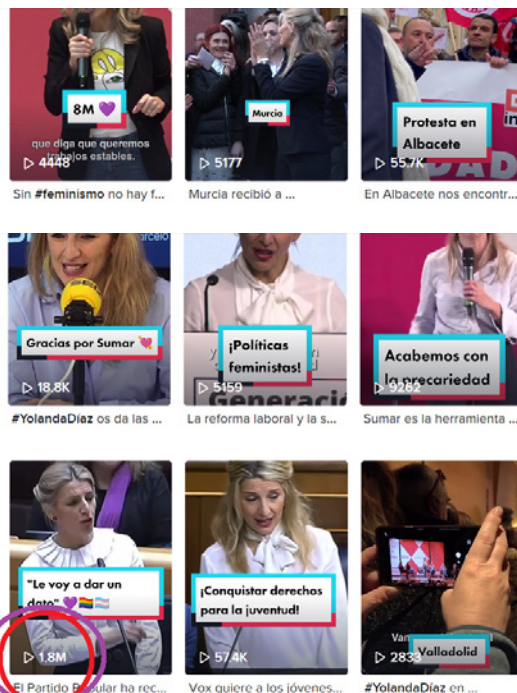 8M 💜
que diga que queremos
trabajos estables.
▷ 4448
Sin #feminismo no hay f...
Murcia
▷ 5177
Murcia recibió a ...
Protesta en
Albacete
▷ 55.7K
En Albacete nos encontr...
Gracias por Sumar 💘
▷ 18.8K
#YolandaDíaz os da las ...
¡Políticas
feministas!
▷ 5159
Generació
La reforma laboral y la s...
Acabemos con
la precariedad
▷ 9262
Sumar es la herramienta ...
"Le voy a dar un
dato" 💜🏳️‍🌈🏳️‍⚧️
▷ 1.8M
El Partido Popular ha rec...
¡Conquistar derechos
para la juventud!
▷ 57.4K
Vox quiere a los jóvenes...
Valladolid
▷ 2833
#YolandaDíaz en ...